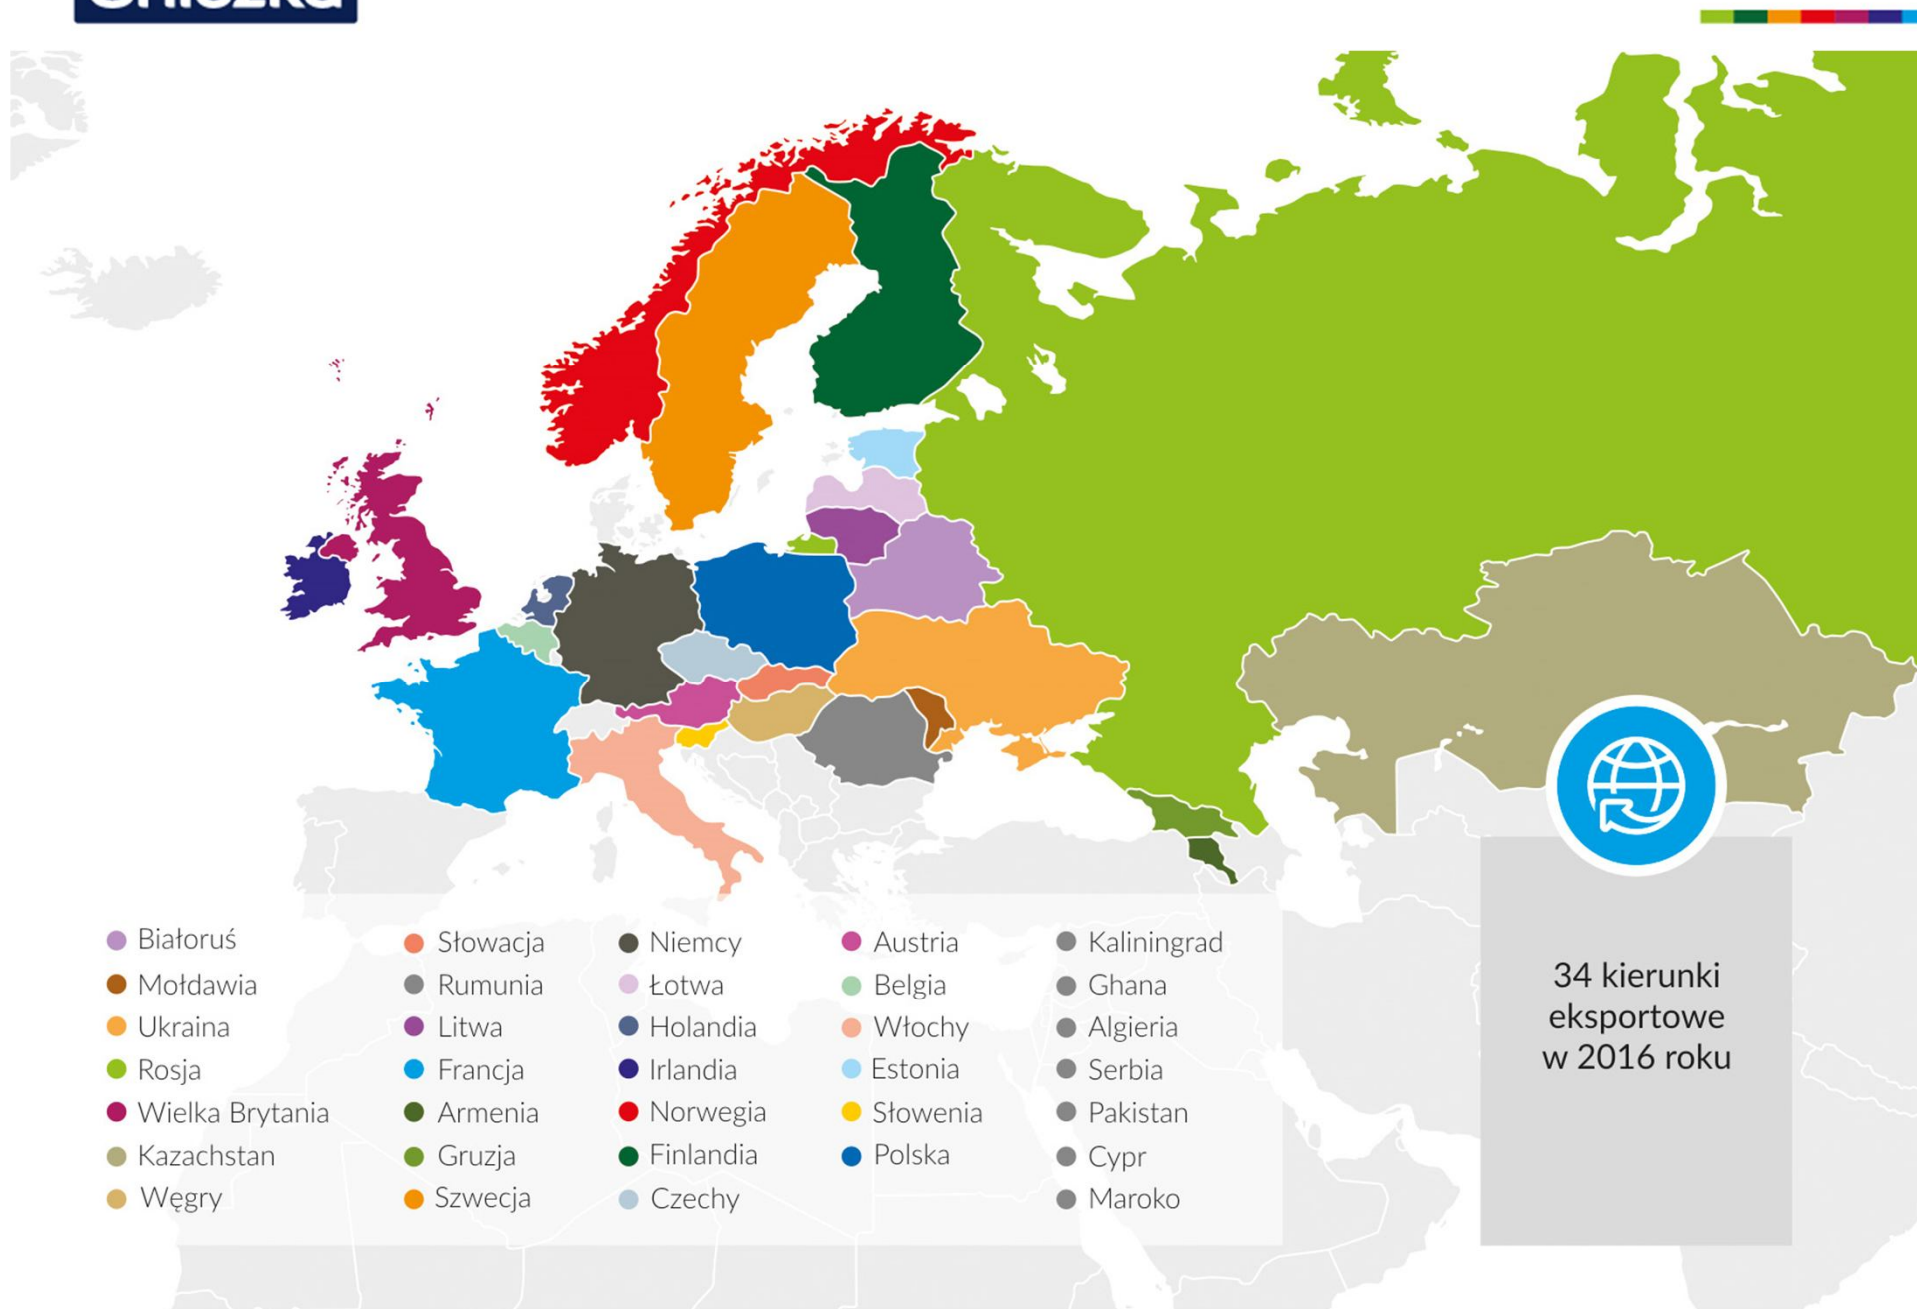 Białoruś
Mołdawia
Ukraina
Rosja
Wielka Brytania
Kazachstan
Węgry
Słowacja
Rumunia
Litwa
Francja
Armenia
Gruzja
Szwecja
Niemcy
Łotwa
Holandia
Irlandia
Norwegia
Finlandia
Czechy
Austria
Belgia
Włochy
Estonia
Słowenia
Polska
Kaliningrad
Ghana
Algieria
Serbia
Pakistan
Cypr
Maroko
34 kierunki
eksportowe
w 2016 roku